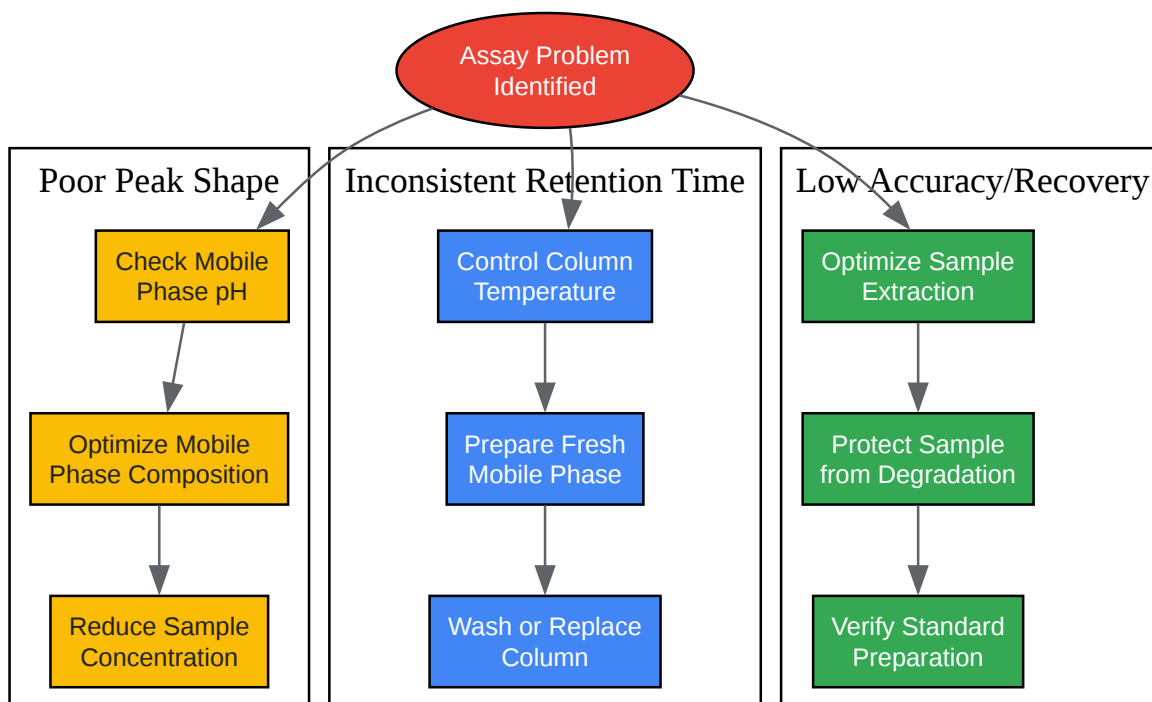 Assay Problem
Identified
Poor Peak Shape
Check Mobile
Phase pH
Optimize Mobile
Phase Composition
Reduce Sample
Concentration
Inconsistent Retention Time
Control Column
Temperature
Prepare Fresh
Mobile Phase
Wash or Replace
Column
Low Accuracy/Recovery
Optimize Sample
Extraction
Protect Sample
from Degradation
Verify Standard
Preparation